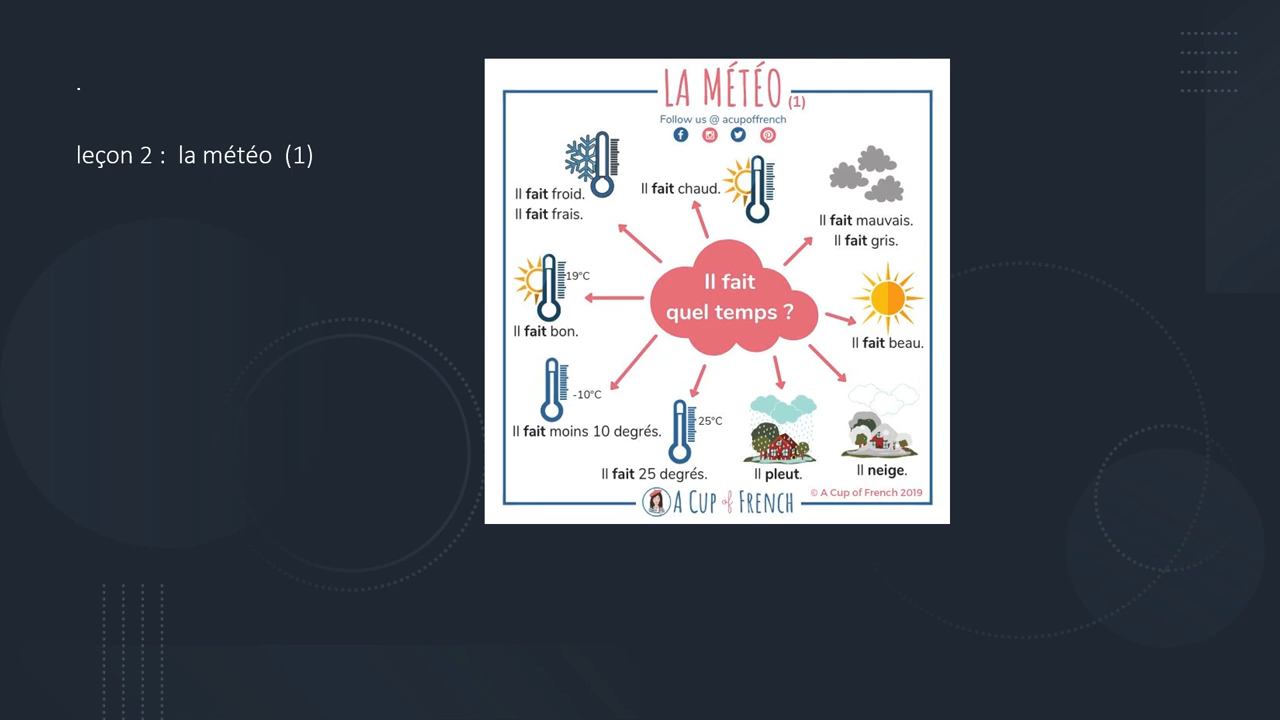 .
leçon 2 : la météo (1)
LA MÉTÉO (1)
Follow us @ acupoffrench
Il fait froid.
Il fait frais.
Il fait chaud.
Il fait mauvais.
Il fait gris.
19°C
Il fait bon.
Il fait
quel temps ?
Il fait beau.
-10°C
Il fait moins 10 degrés.
25°C
Il fait 25 degrés.
Il pleut.
Il neige.
© A Cup of French 2019
A CUP of FRENCH